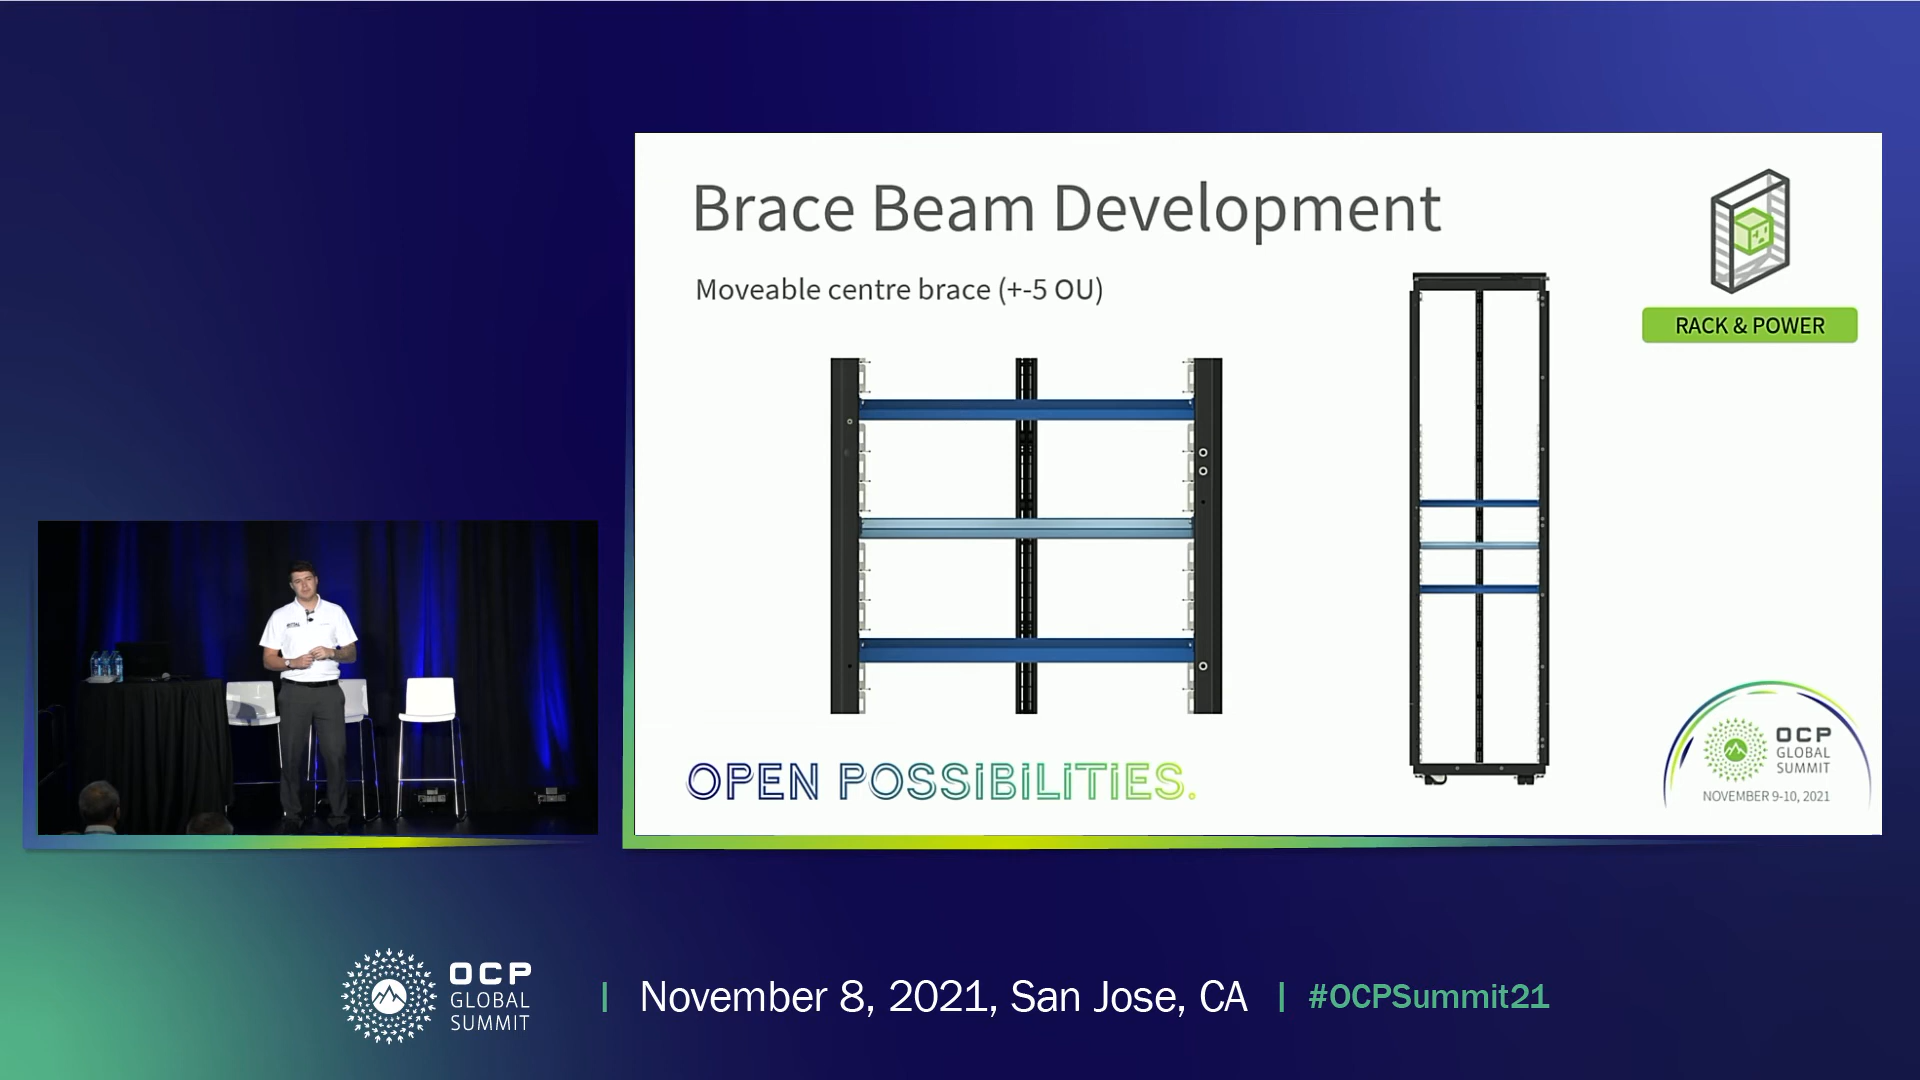 Brace Beam Development
Moveable centre brace (+-5 OU)
RACK & POWER
OPEN POSSIBILITIES.
OCP
GLOBAL
SUMMIT
NOVEMBER 9-10, 2021
OCP
GLOBAL
SUMMIT
November 8, 2021, San Jose, CA
#OCPSummit21